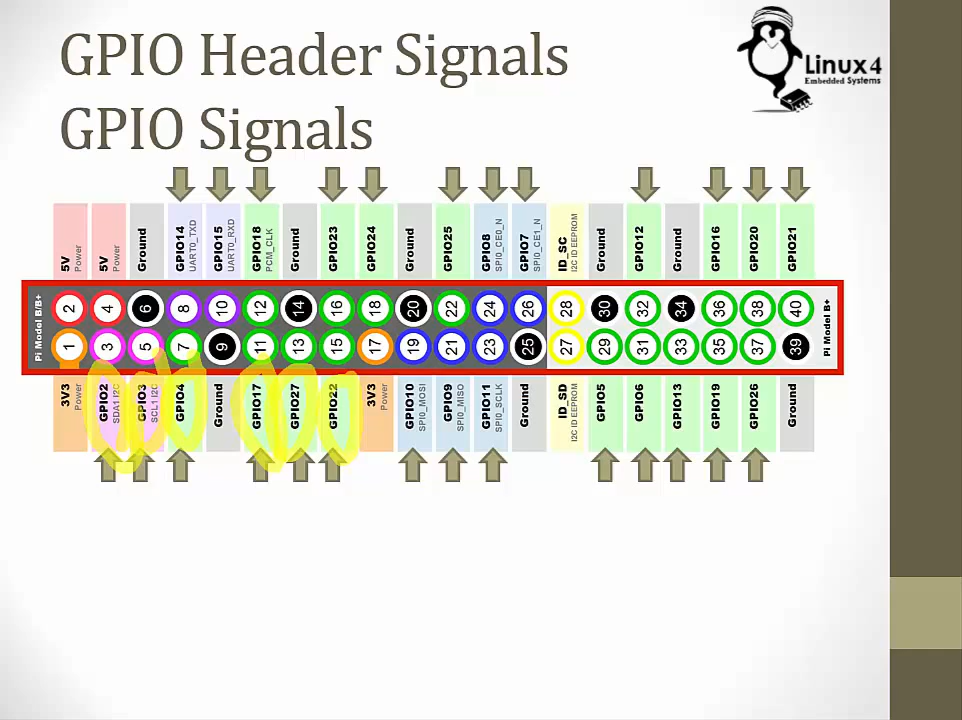 GPIO Header Signals
GPIO Signals
Linux4
Embedded Systems
5V Power
5V Power
Ground
GPIO14 UART0_TXD
GPIO15 UART0_RXD
GPIO18 PCM_CLK
Ground
GPIO23
GPIO24
Ground
GPIO25
GPIO8 SPI0_CE0_N
GPIO7 SPI0_CE1_N
ID_SC I2C ID EEPROM
Ground
GPIO12
Ground
GPIO16
GPIO20
GPIO21
Pi Model B/B+
2 4 6 8 10 12 14 16 18 20 22 24 26 28 30 32 34 36 38 40
1 3 5 7 9 11 13 15 17 19 21 23 25 27 29 31 33 35 37 39
Pi Model B+
3V3 Power
GPIO2 SDA1 I2C
GPIO3 SCL1 I2C
GPIO4
Ground
GPIO17
GPIO27
GPIO22
3V3 Power
GPIO10 SPI0_MOSI
GPIO9 SPI0_MISO
GPIO11 SPI0_SCLK
Ground
ID_SD I2C ID EEPROM
GPIO5
GPIO6
GPIO13
GPIO19
GPIO26
Ground